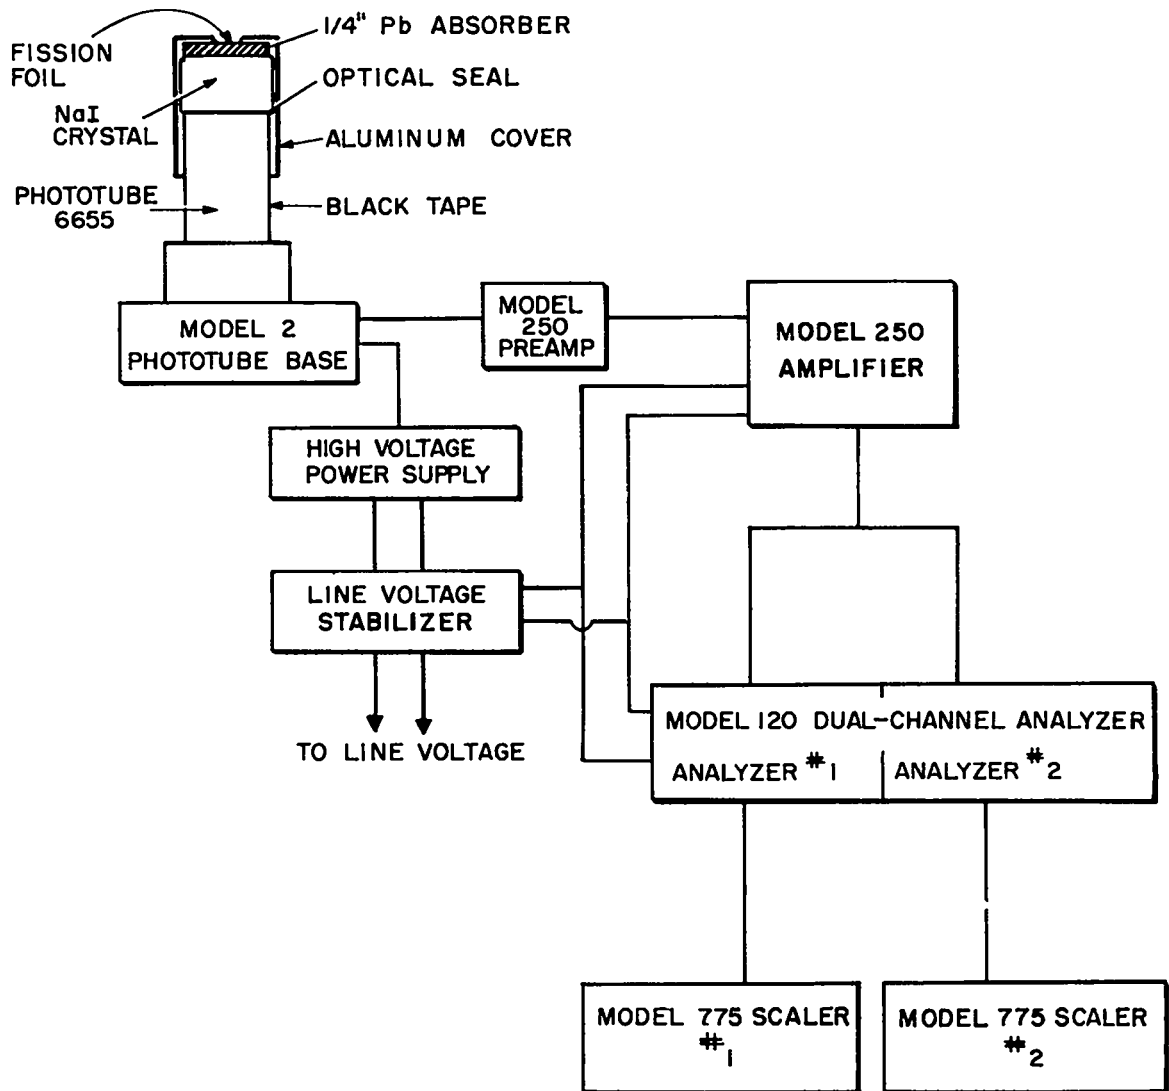 FISSION
FOIL
1/4" Pb ABSORBER
OPTICAL SEAL
NaI
CRYSTAL
ALUMINUM COVER
PHOTOTUBE
6655
BLACK TAPE
MODEL 2
PHOTOTUBE BASE
MODEL
250
PREAMP
MODEL 250
AMPLIFIER
HIGH VOLTAGE
POWER SUPPLY
LINE VOLTAGE
STABILIZER
TO LINE VOLTAGE
MODEL 120 DUAL-CHANNEL ANALYZER
ANALYZER #1
ANALYZER #2
MODEL 775 SCALER
#1
MODEL 775 SCALER
#2